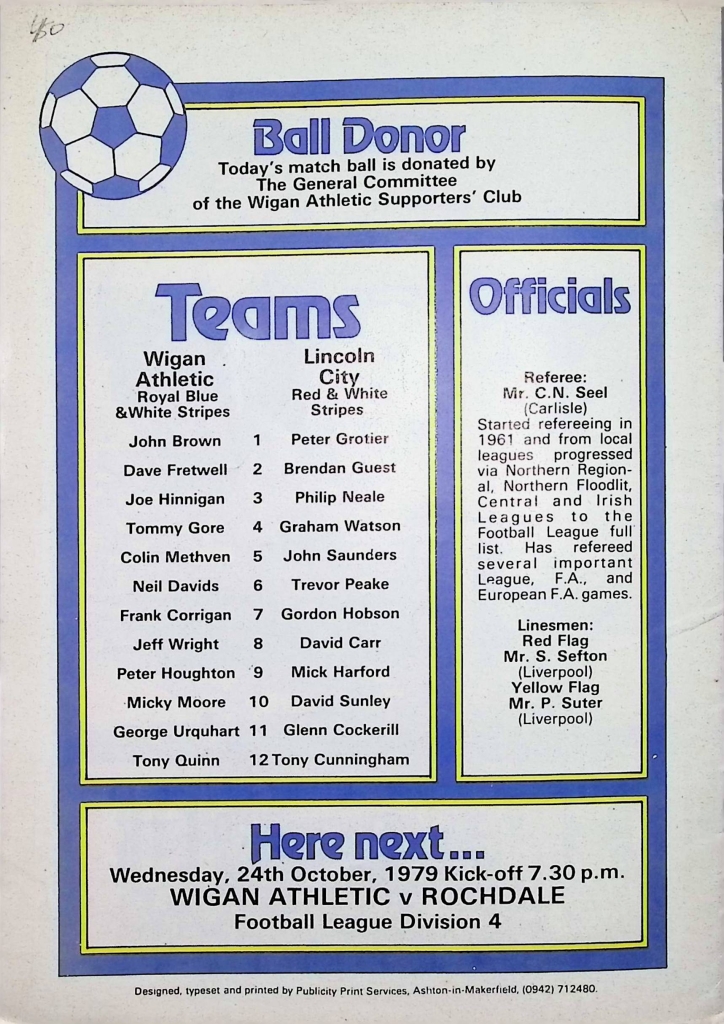 Ball Donor
Today's match ball is donated by
The General Committee
of the Wigan Athletic Supporters' Club
Teams
Wigan Athletic
Royal Blue
&White Stripes
Lincoln City
Red & White
Stripes
John Brown 1 Peter Grotier
Dave Fretwell 2 Brendan Guest
Joe Hinnigan 3 Philip Neale
Tommy Gore 4 Graham Watson
Colin Methven 5 John Saunders
Neil Davids 6 Trevor Peake
Frank Corrigan 7 Gordon Hobson
Jeff Wright 8 David Carr
Peter Houghton 9 Mick Harford
Micky Moore 10 David Sunley
George Urquhart 11 Glenn Cockerill
Tony Quinn 12 Tony Cunningham
Officials
Referee:
Mr. C.N. Seel
(Carlisle)
Started refereeing in
1961 and from local
leagues progressed
via Northern Region-
al, Northern Floodlit,
Central and Irish
Leagues to the
Football League full
list. Has refereed
several important
League, F.A., and
European F.A. games.
Linesmen:
Red Flag
Mr. S. Sefton
(Liverpool)
Yellow Flag
Mr. P. Suter
(Liverpool)
Here next...
Wednesday, 24th October, 1979 Kick-off 7.30 p.m.
WIGAN ATHLETIC v ROCHDALE
Football League Division 4
Designed, typeset and printed by Publicity Print Services, Ashton-in-Makerfield, (0942) 712480.